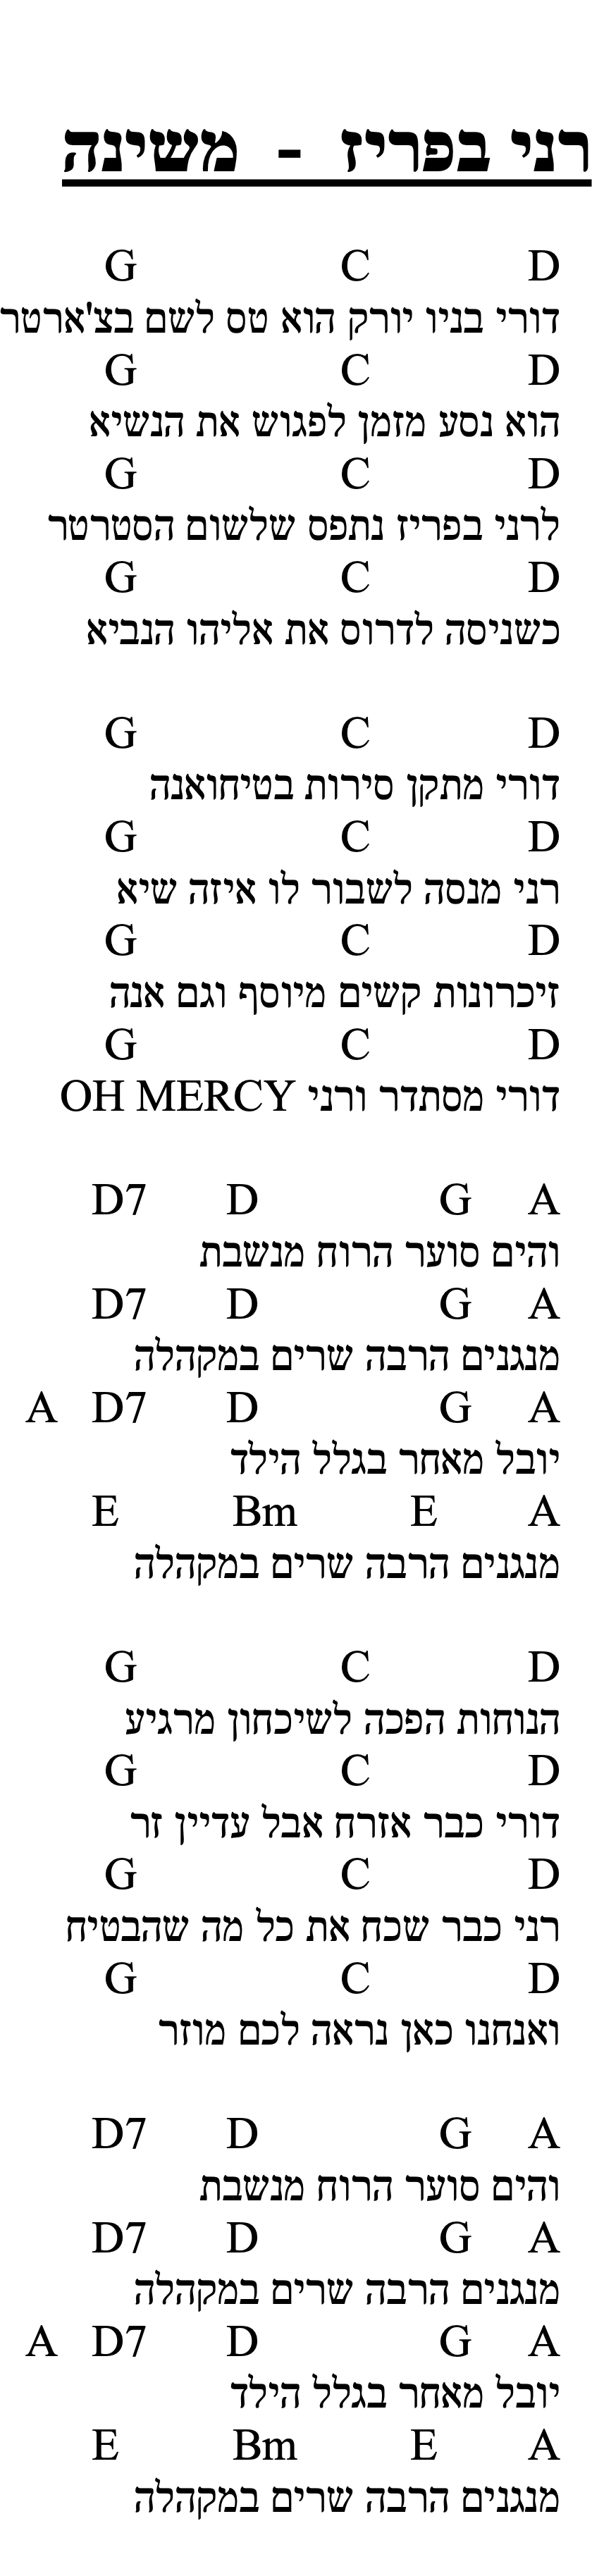 רני בפריז - משינה
D C G
דורי בניו יורק הוא טס לשם בצ'ארטר
D C G
הוא נסע מזמן לפגוש את הנשיא
D C G
לרני בפריז נתפס שלשום הסטרטר
D C G
כשניסה לדרוס את אליהו הנביא
D C G
דורי מתקן סירות בטיחואנה
D C G
רני מנסה לשבור לו איזה שיא
D C G
זיכרונות קשים מיוסף וגם אנה
D C G
דורי מסתדר ורני OH MERCY
A G D D7
והים סוער הרוח מנשבת
A G D D7
מנגנים הרבה שרים במקהלה
A G D D7 A
יובל מאחר בגלל הילד
A E Bm E
מנגנים הרבה שרים במקהלה
D C G
הנוחות הפכה לשיכחון מרגיע
D C G
דורי כבר אזרח אבל עדיין זר
D C G
רני כבר שכח את כל מה שהבטיח
D C G
ואנחנו כאן נראה לכם מוזר
A G D D7
והים סוער הרוח מנשבת
A G D D7
מנגנים הרבה שרים במקהלה
A G D D7 A
יובל מאחר בגלל הילד
A E Bm E
מנגנים הרבה שרים במקהלה